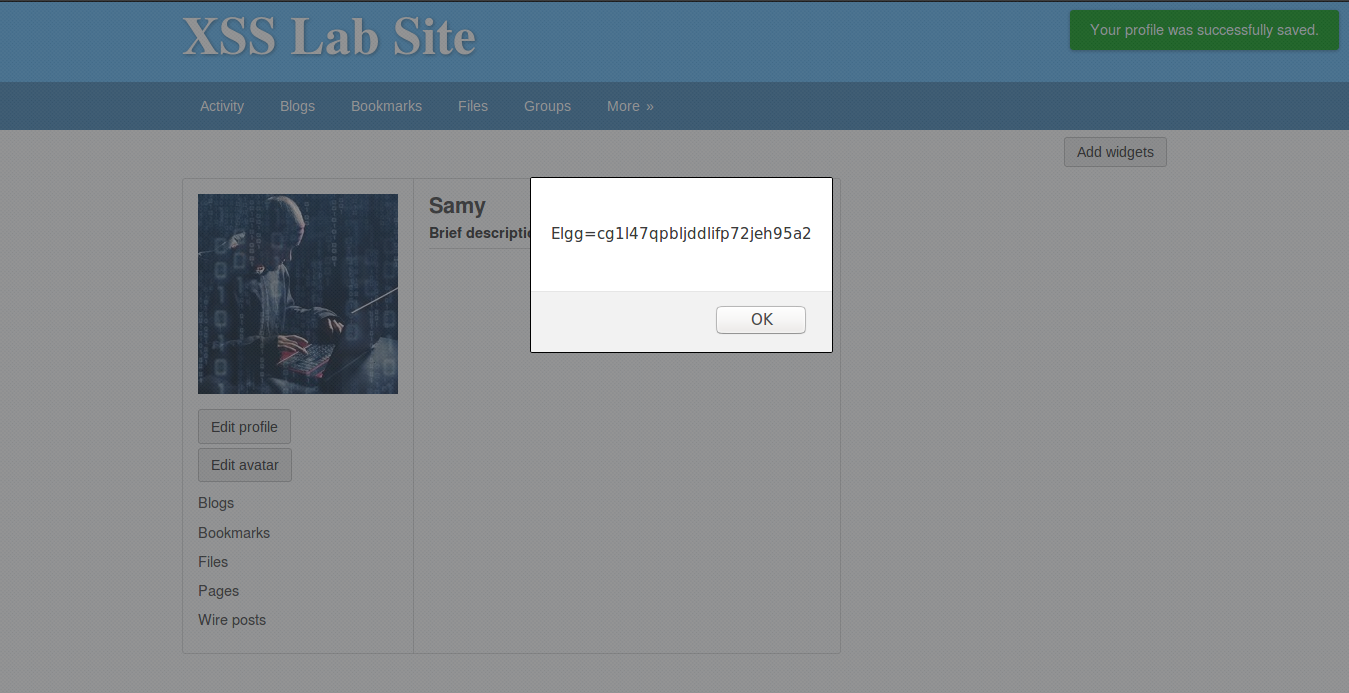 XSS Lab Site
Your profile was successfully saved.
Activity Blogs Bookmarks Files Groups More »
Add widgets
Samy
Brief
Elgg=cg1l47qpbljddlifp72jeh95a2
OK
Edit profile
Edit avatar
Blogs
Bookmarks
Files
Pages
Wire posts